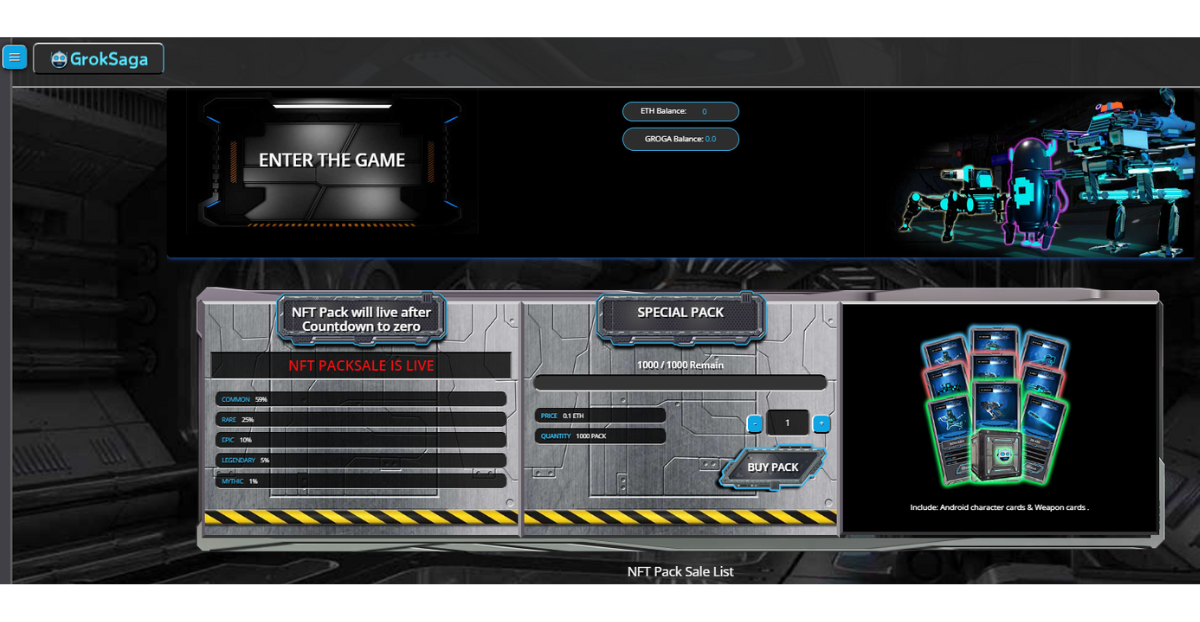 GrokSaga
ENTER THE GAME
ETH Balance: 0
GROGA Balance: 0.0
NFT Pack will live after
Countdown to zero
NFT PACKSALE IS LIVE
COMMON 59%
RARE 25%
EPIC 10%
LEGENDARY 5%
MYTHIC 1%
SPECIAL PACK
1000 / 1000 Remain
PRICE 0.1 ETH
QUANTITY 1000 PACK
- 1 +
BUY PACK
Include: Android character cards & Weapon cards .
NFT Pack Sale List